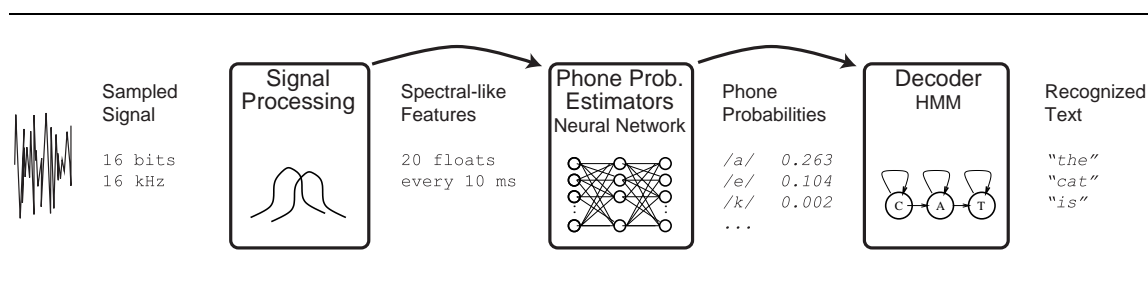 Sampled
Signal
16 bits
16 kHz
Signal
Processing
Spectral-like
Features
20 floats
every 10 ms
Phone Prob.
Estimators
Neural Network
Phone
Probabilities
/a/ 0.263
/e/ 0.104
/k/ 0.002
...
Decoder
HMM
C A T
Recognized
Text
"the"
"cat"
"is"